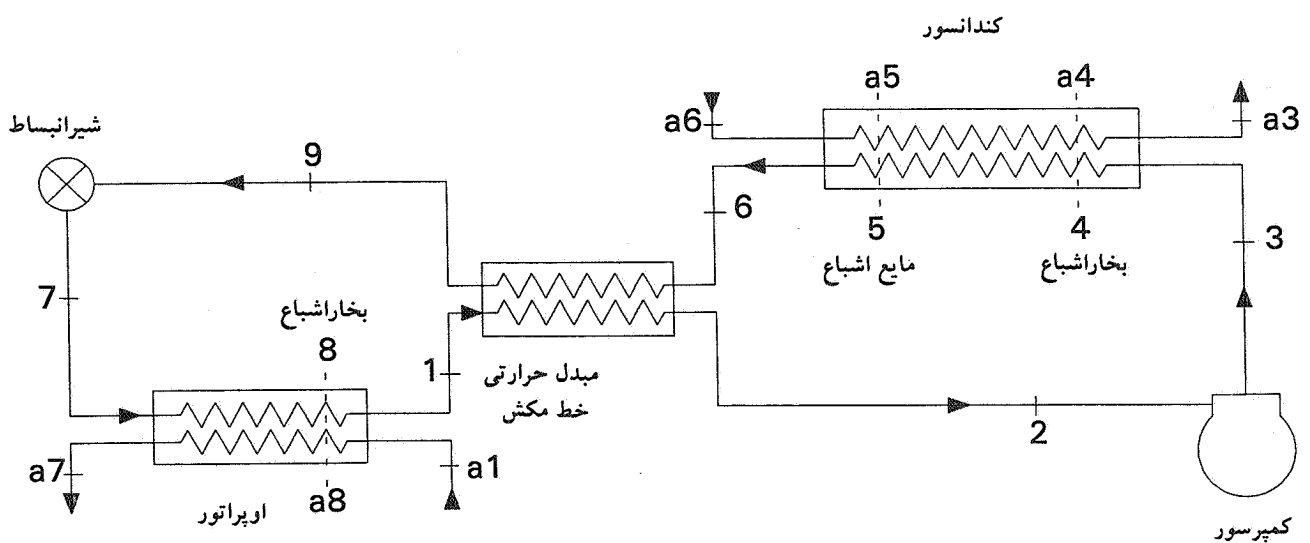 کندانسور
a5 a4
a6 a3
شیرانبساط
9
6
5 4
3
مایع اشباع
بخاراشباع
7
بخاراشباع
8
1
مبدل حرارتی
خط مکش
2
a7 a1
a8
اوپراتور
کمپرسور